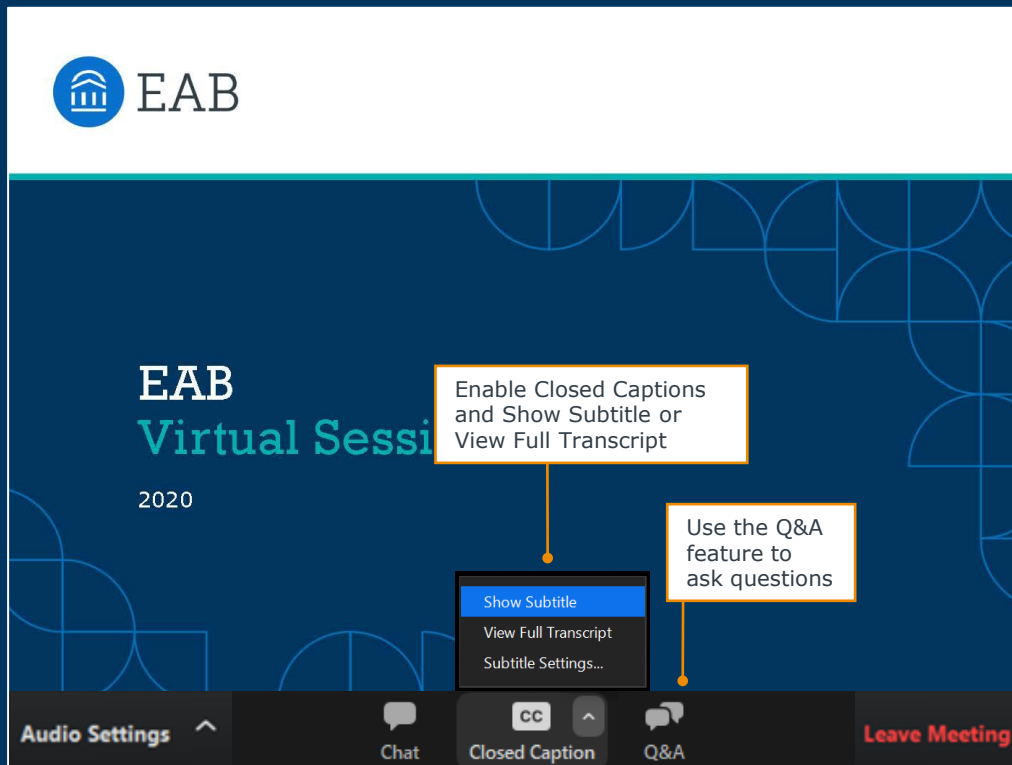 EAB
EAB
Virtual Sessi
2020
Enable Closed Captions
and Show Subtitle or
View Full Transcript
Use the Q&A
feature to
ask questions
Show Subtitle
View Full Transcript
Subtitle Settings...
Audio Settings
Chat
CC
Closed Caption
Q&A
Leave Meeting